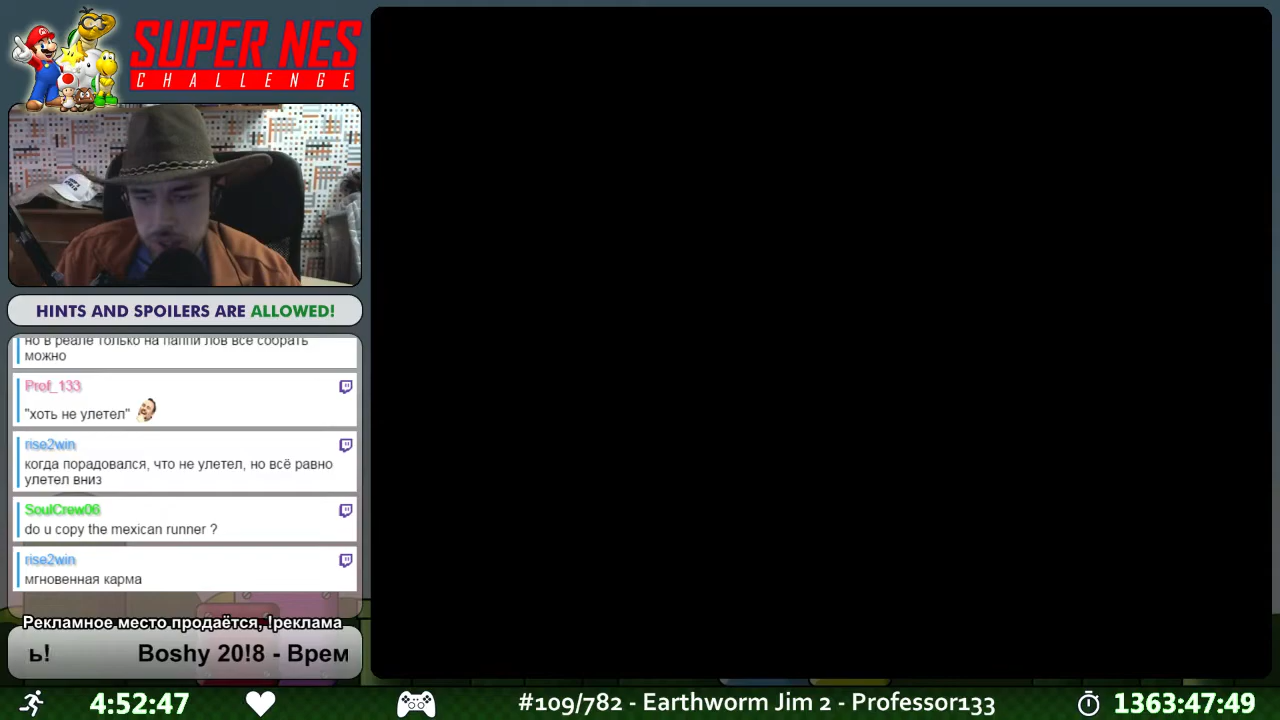 SUPER NES
CHALLENGE
HINTS AND SPOILERS ARE ALLOWED!
но в реале только на паппи лов все собрать
можно
Prof_133
"хоть не улетел"
rise2win
когда порадовался, что не улетел, но всё равно
улетел вниз
SoulCrew06
do u copy the mexican runner ?
rise2win
мгновенная карма
Рекламное место продаётся, !реклама
ь! Boshy 20!8 - Врем
4:52:47
#109/782 - Earthworm Jim 2 - Professor133
1363:47:49